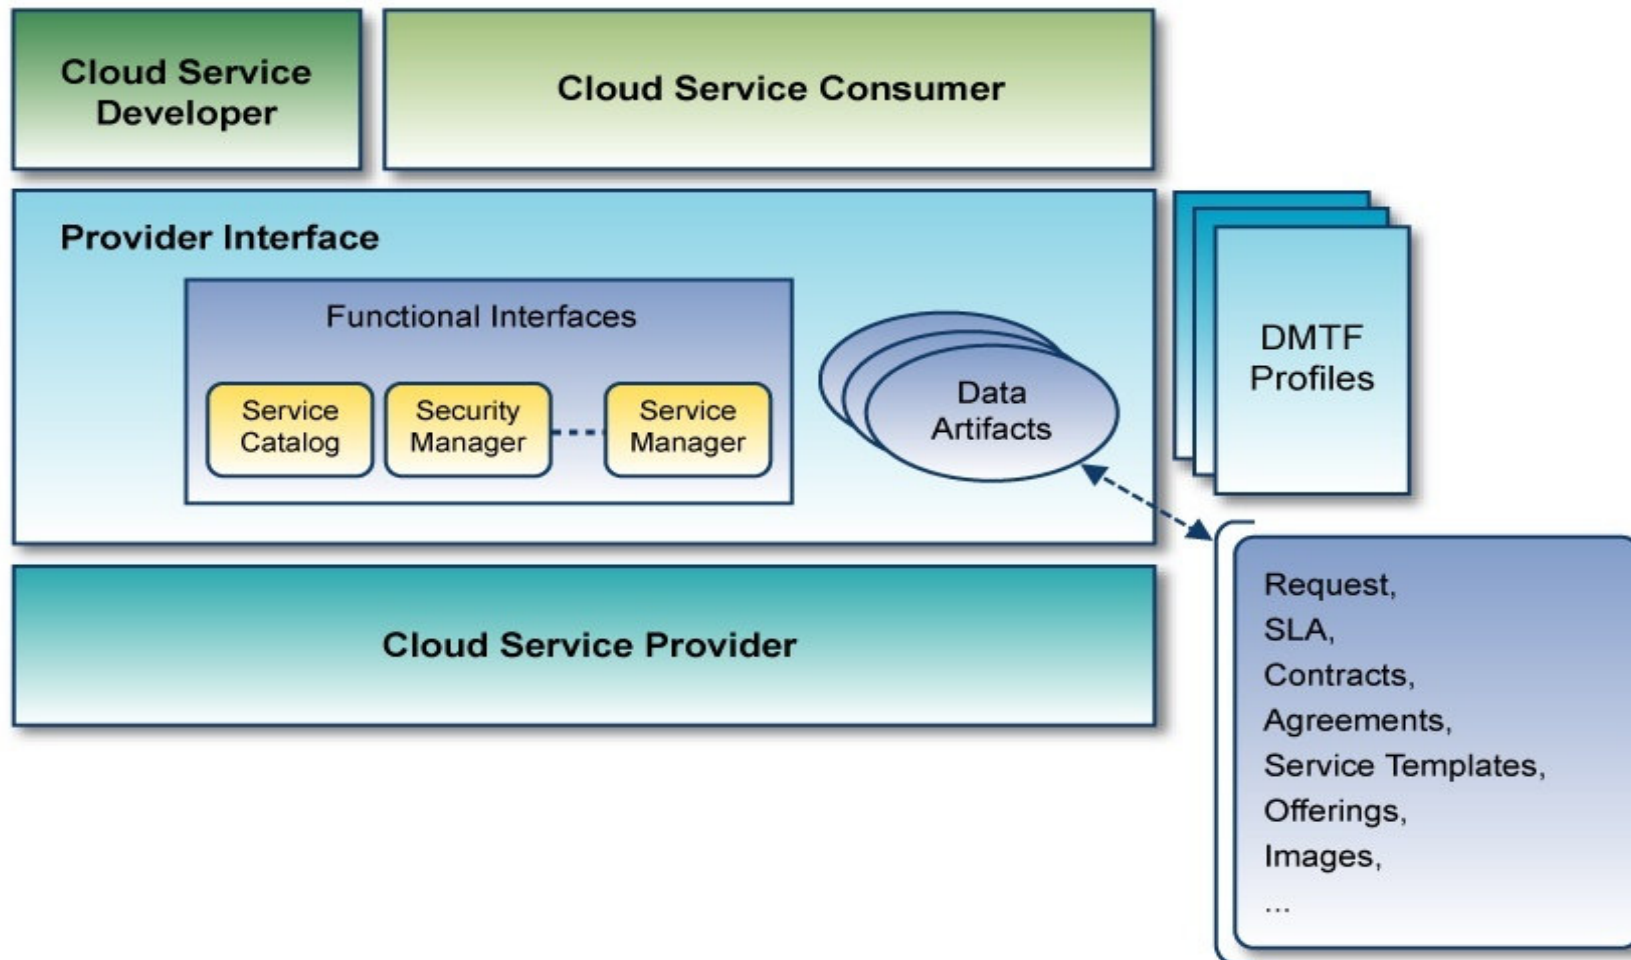 Cloud Service
Developer
Cloud Service Consumer
Provider Interface
Functional Interfaces
Service
Catalog
Security
Manager
Service
Manager
Data
Artifacts
DMTF
Profiles
Request,
SLA,
Contracts,
Agreements,
Service Templates,
Offerings,
Images,
...
Cloud Service Provider